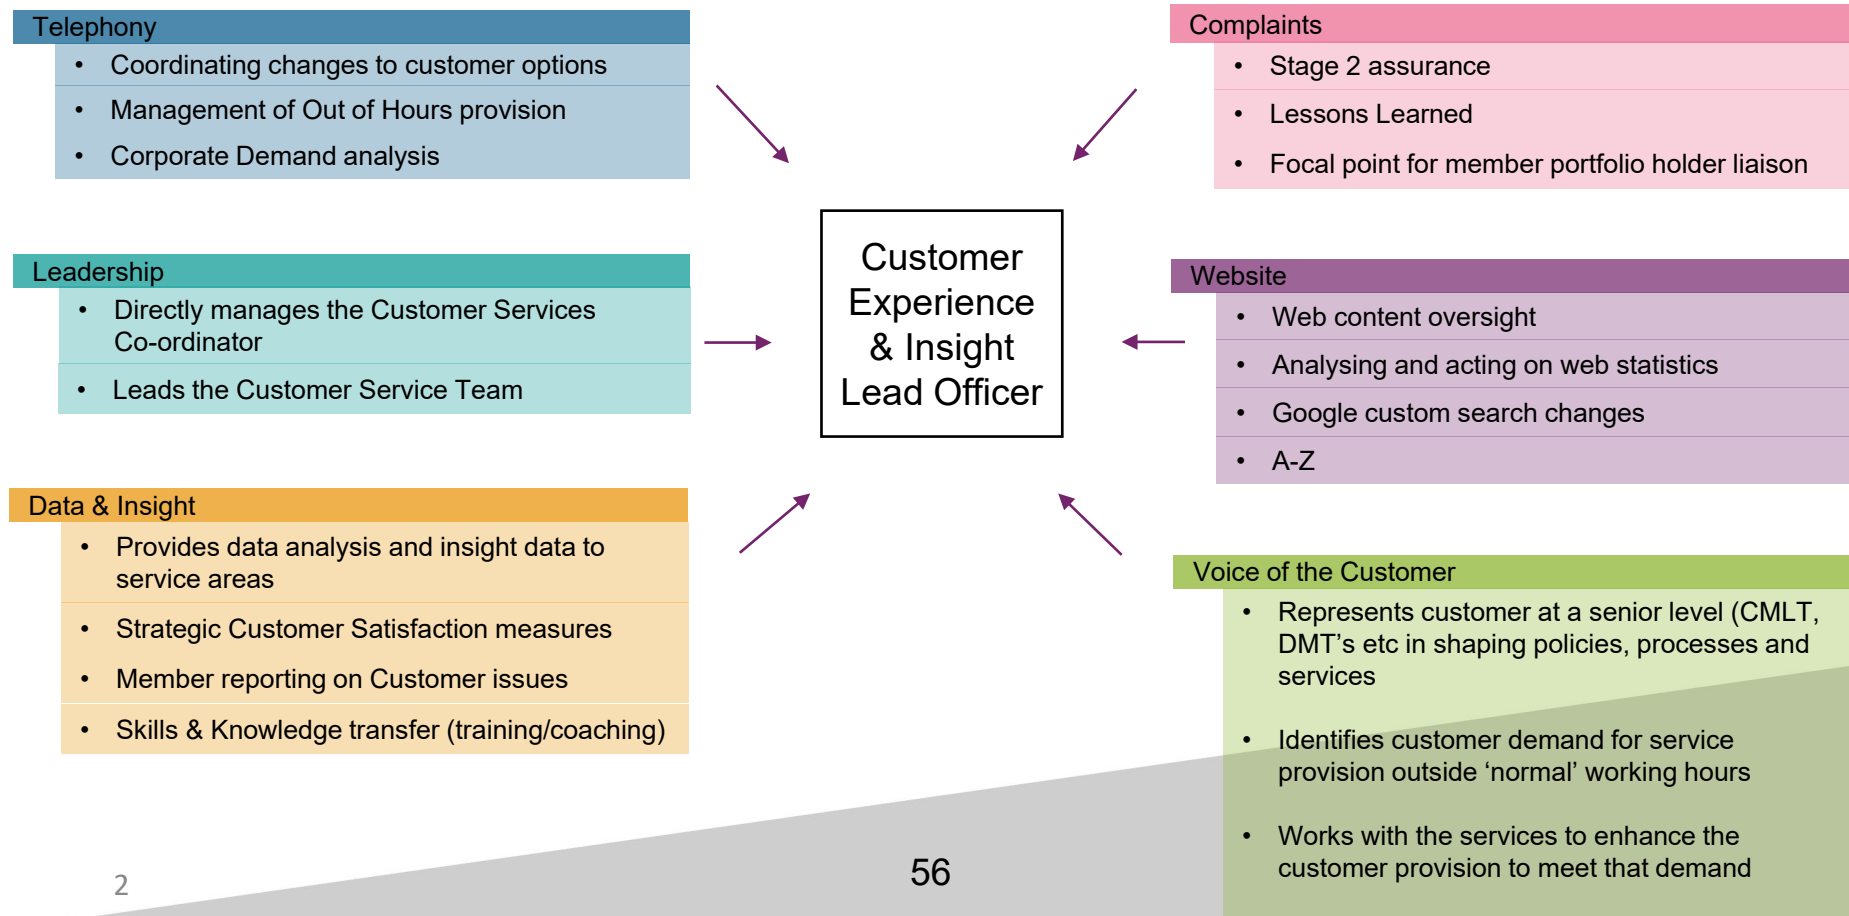 Telephony
• Coordinating changes to customer options
• Management of Out of Hours provision
• Corporate Demand analysis
Leadership
• Directly manages the Customer Services
Co-ordinator
• Leads the Customer Service Team
Data & Insight
• Provides data analysis and insight data to
service areas
• Strategic Customer Satisfaction measures
• Member reporting on Customer issues
• Skills & Knowledge transfer (training/coaching)
Customer
Experience
& Insight
Lead Officer
Complaints
• Stage 2 assurance
• Lessons Learned
• Focal point for member portfolio holder liaison
Website
• Web content oversight
• Analysing and acting on web statistics
• Google custom search changes
• A-Z
Voice of the Customer
• Represents customer at a senior level (CMLT,
DMT’s etc in shaping policies, processes and
services
• Identifies customer demand for service
provision outside ‘normal’ working hours
• Works with the services to enhance the
customer provision to meet that demand
2
56